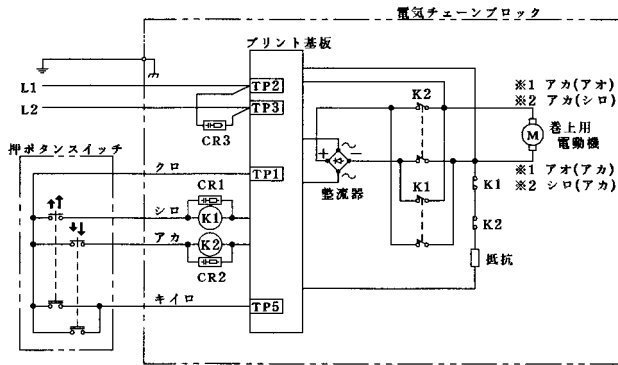 電気チェーンブロック
プリント基板
L1
TP2
L2
TP3
CR3
押ボタンスイッチ
クロ
TP1
CR1
シロ
K1
アカ
K2
CR2
キイロ
TP5
+
−
整流器
K2
K1
※1 アカ(アオ)
※2 アカ(シロ)
M
巻上用
電動機
※1 アオ(アカ)
※2 シロ(アカ)
K1
K2
抵抗